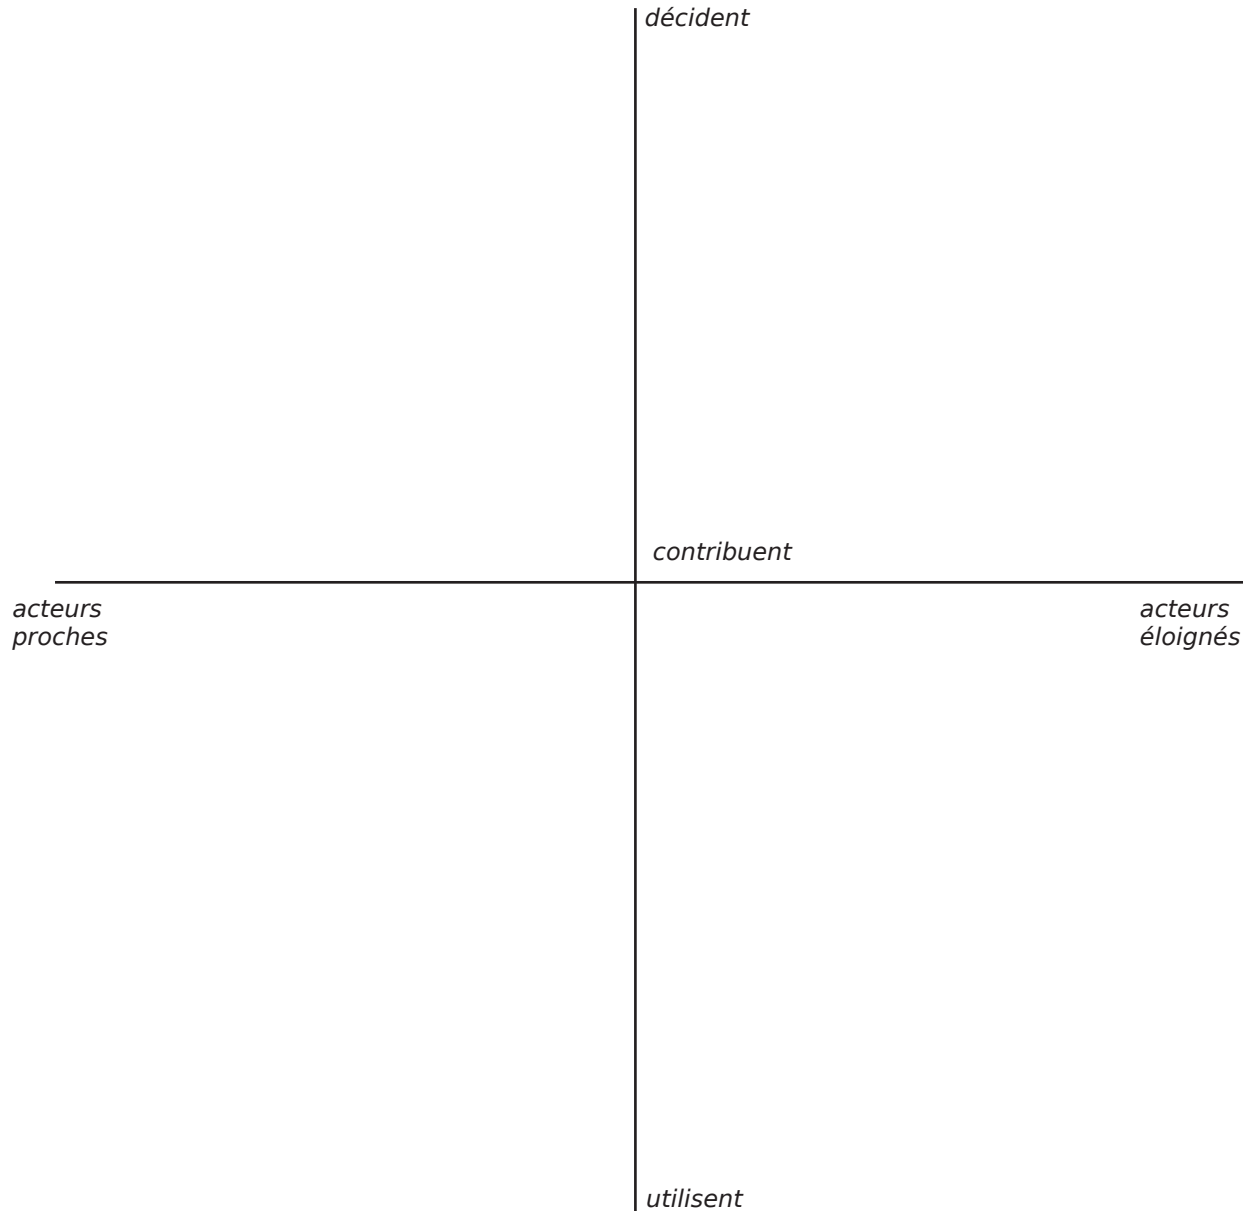 décident
contribuent
acteurs
proches
acteurs
éloignés
utilisent